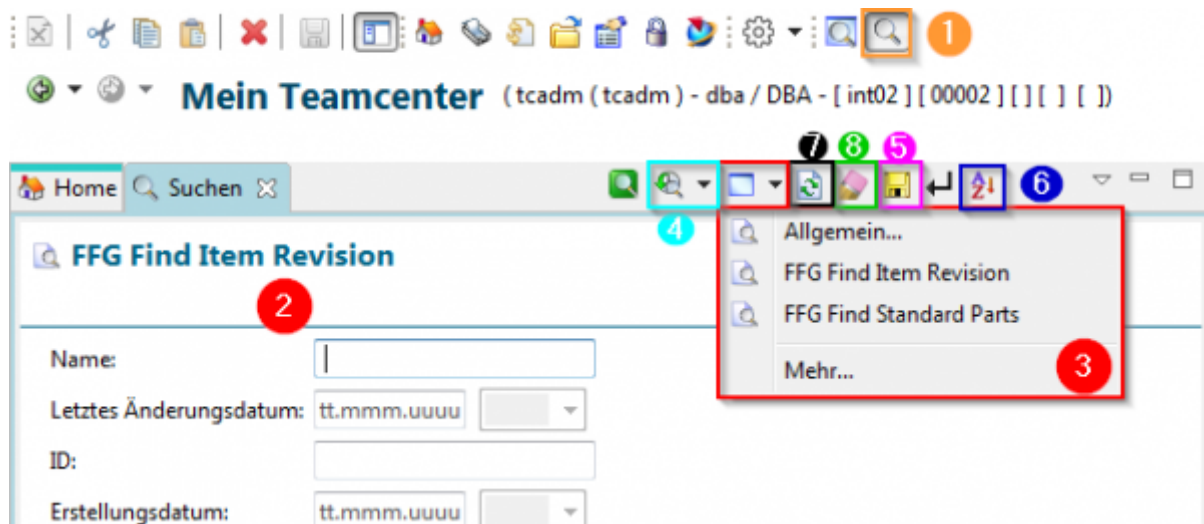 1
Mein Teamcenter ( tcadm ( tcadm ) - dba / DBA - [ int02 ] [ 00002 ] [ ] [ ] [ ])
7 8 5
Home Suchen 6
4
Allgemein...
FFG Find Item Revision
FFG Find Item Revision
2
FFG Find Standard Parts
Mehr... 3
Name:
Letztes Änderungsdatum: tt.mmm.uuuu
ID:
Erstellungsdatum: tt.mmm.uuuu